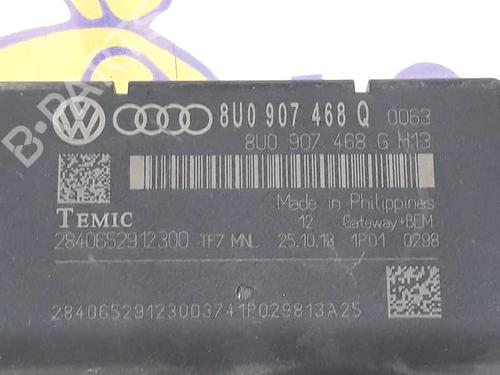 8U0 907 468 Q 0063
8U0 907 468 G H13
Made in Philippines
TEMIC 12 Gateway+BEM
2840652912300 TF7 MNL 25.10.13 1P01 0298
28406529123003741P029813A25
B-PARTS